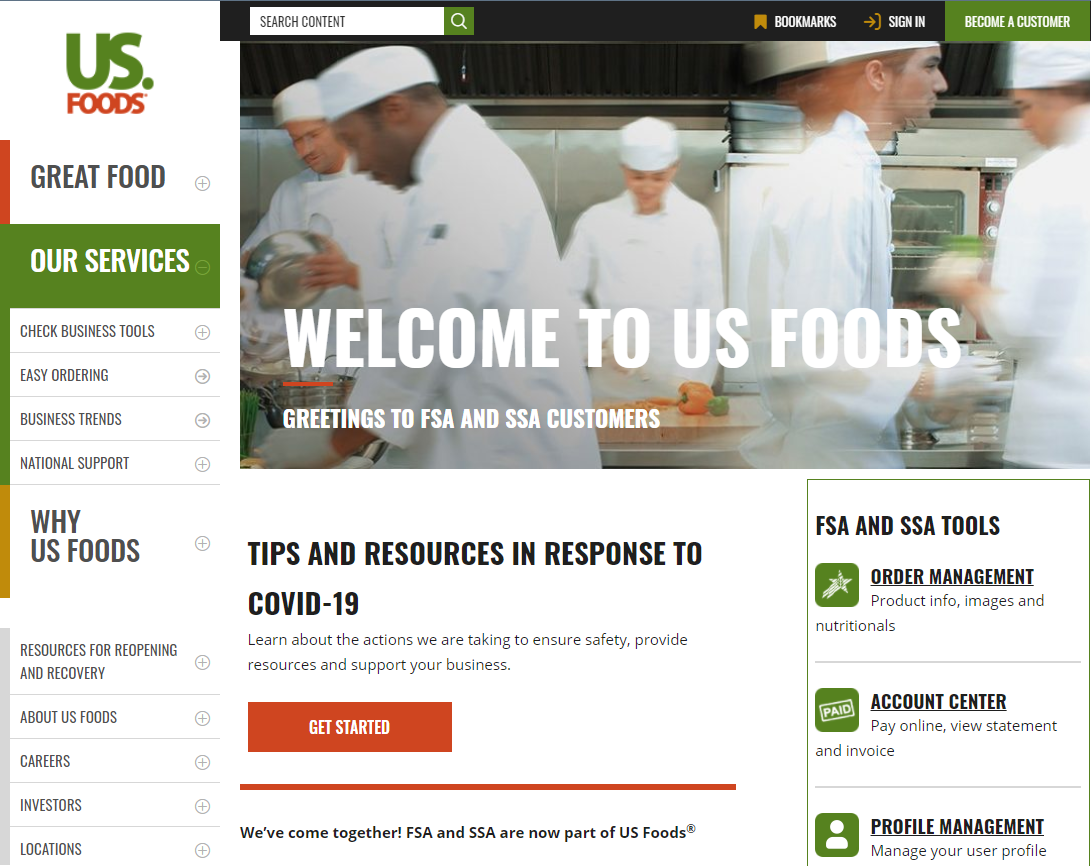 SEARCH CONTENT
BOOKMARKS
SIGN IN
BECOME A CUSTOMER
US.
FOODS
GREAT FOOD
OUR SERVICES
CHECK BUSINESS TOOLS
EASY ORDERING
BUSINESS TRENDS
NATIONAL SUPPORT
WHY
US FOODS
RESOURCES FOR REOPENING
AND RECOVERY
ABOUT US FOODS
CAREERS
INVESTORS
LOCATIONS
WELCOME TO US FOODS
GREETINGS TO FSA AND SSA CUSTOMERS
TIPS AND RESOURCES IN RESPONSE TO
COVID-19
Learn about the actions we are taking to ensure safety, provide
resources and support your business.
GET STARTED
We’ve come together! FSA and SSA are now part of US Foods®
FSA AND SSA TOOLS
ORDER MANAGEMENT
Product info, images and
nutritionals
PAID
ACCOUNT CENTER
Pay online, view statement
and invoice
PROFILE MANAGEMENT
Manage your user profile